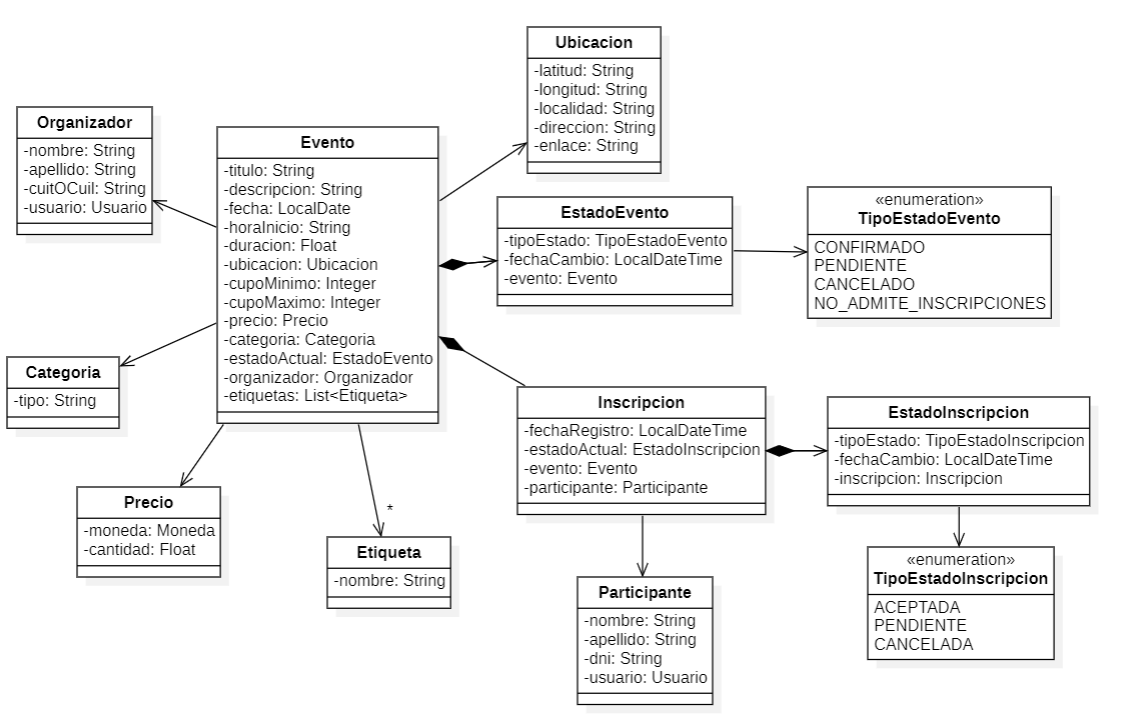 Ubicacion
-latitud: String
-longitud: String
-localidad: String
-direccion: String
-enlace: String
Organizador
-nombre: String
-apellido: String
-cuitOCuil: String
-usuario: Usuario
Evento
-titulo: String
-descripcion: String
-fecha: LocalDate
-horaInicio: String
-duracion: Float
-ubicacion: Ubicacion
-cupoMinimo: Integer
-cupoMaximo: Integer
-precio: Precio
-categoria: Categoria
-estadoActual: EstadoEvento
-organizador: Organizador
-etiquetas: List<Etiqueta>
EstadoEvento
-tipoEstado: TipoEstadoEvento
-fechaCambio: LocalDateTime
-evento: Evento
«enumeration»
TipoEstadoEvento
CONFIRMADO
PENDIENTE
CANCELADO
NO_ADMITE_INSCRIPCIONES
Categoria
-tipo: String
Inscripcion
-fechaRegistro: LocalDateTime
-estadoActual: EstadoInscripcion
-evento: Evento
-participante: Participante
EstadoInscripcion
-tipoEstado: TipoEstadoInscripcion
-fechaCambio: LocalDateTime
-inscripcion: Inscripcion
Precio
-moneda: Moneda
-cantidad: Float
*
Etiqueta
-nombre: String
«enumeration»
TipoEstadoInscripcion
ACEPTADA
PENDIENTE
CANCELADA
Participante
-nombre: String
-apellido: String
-dni: String
-usuario: Usuario